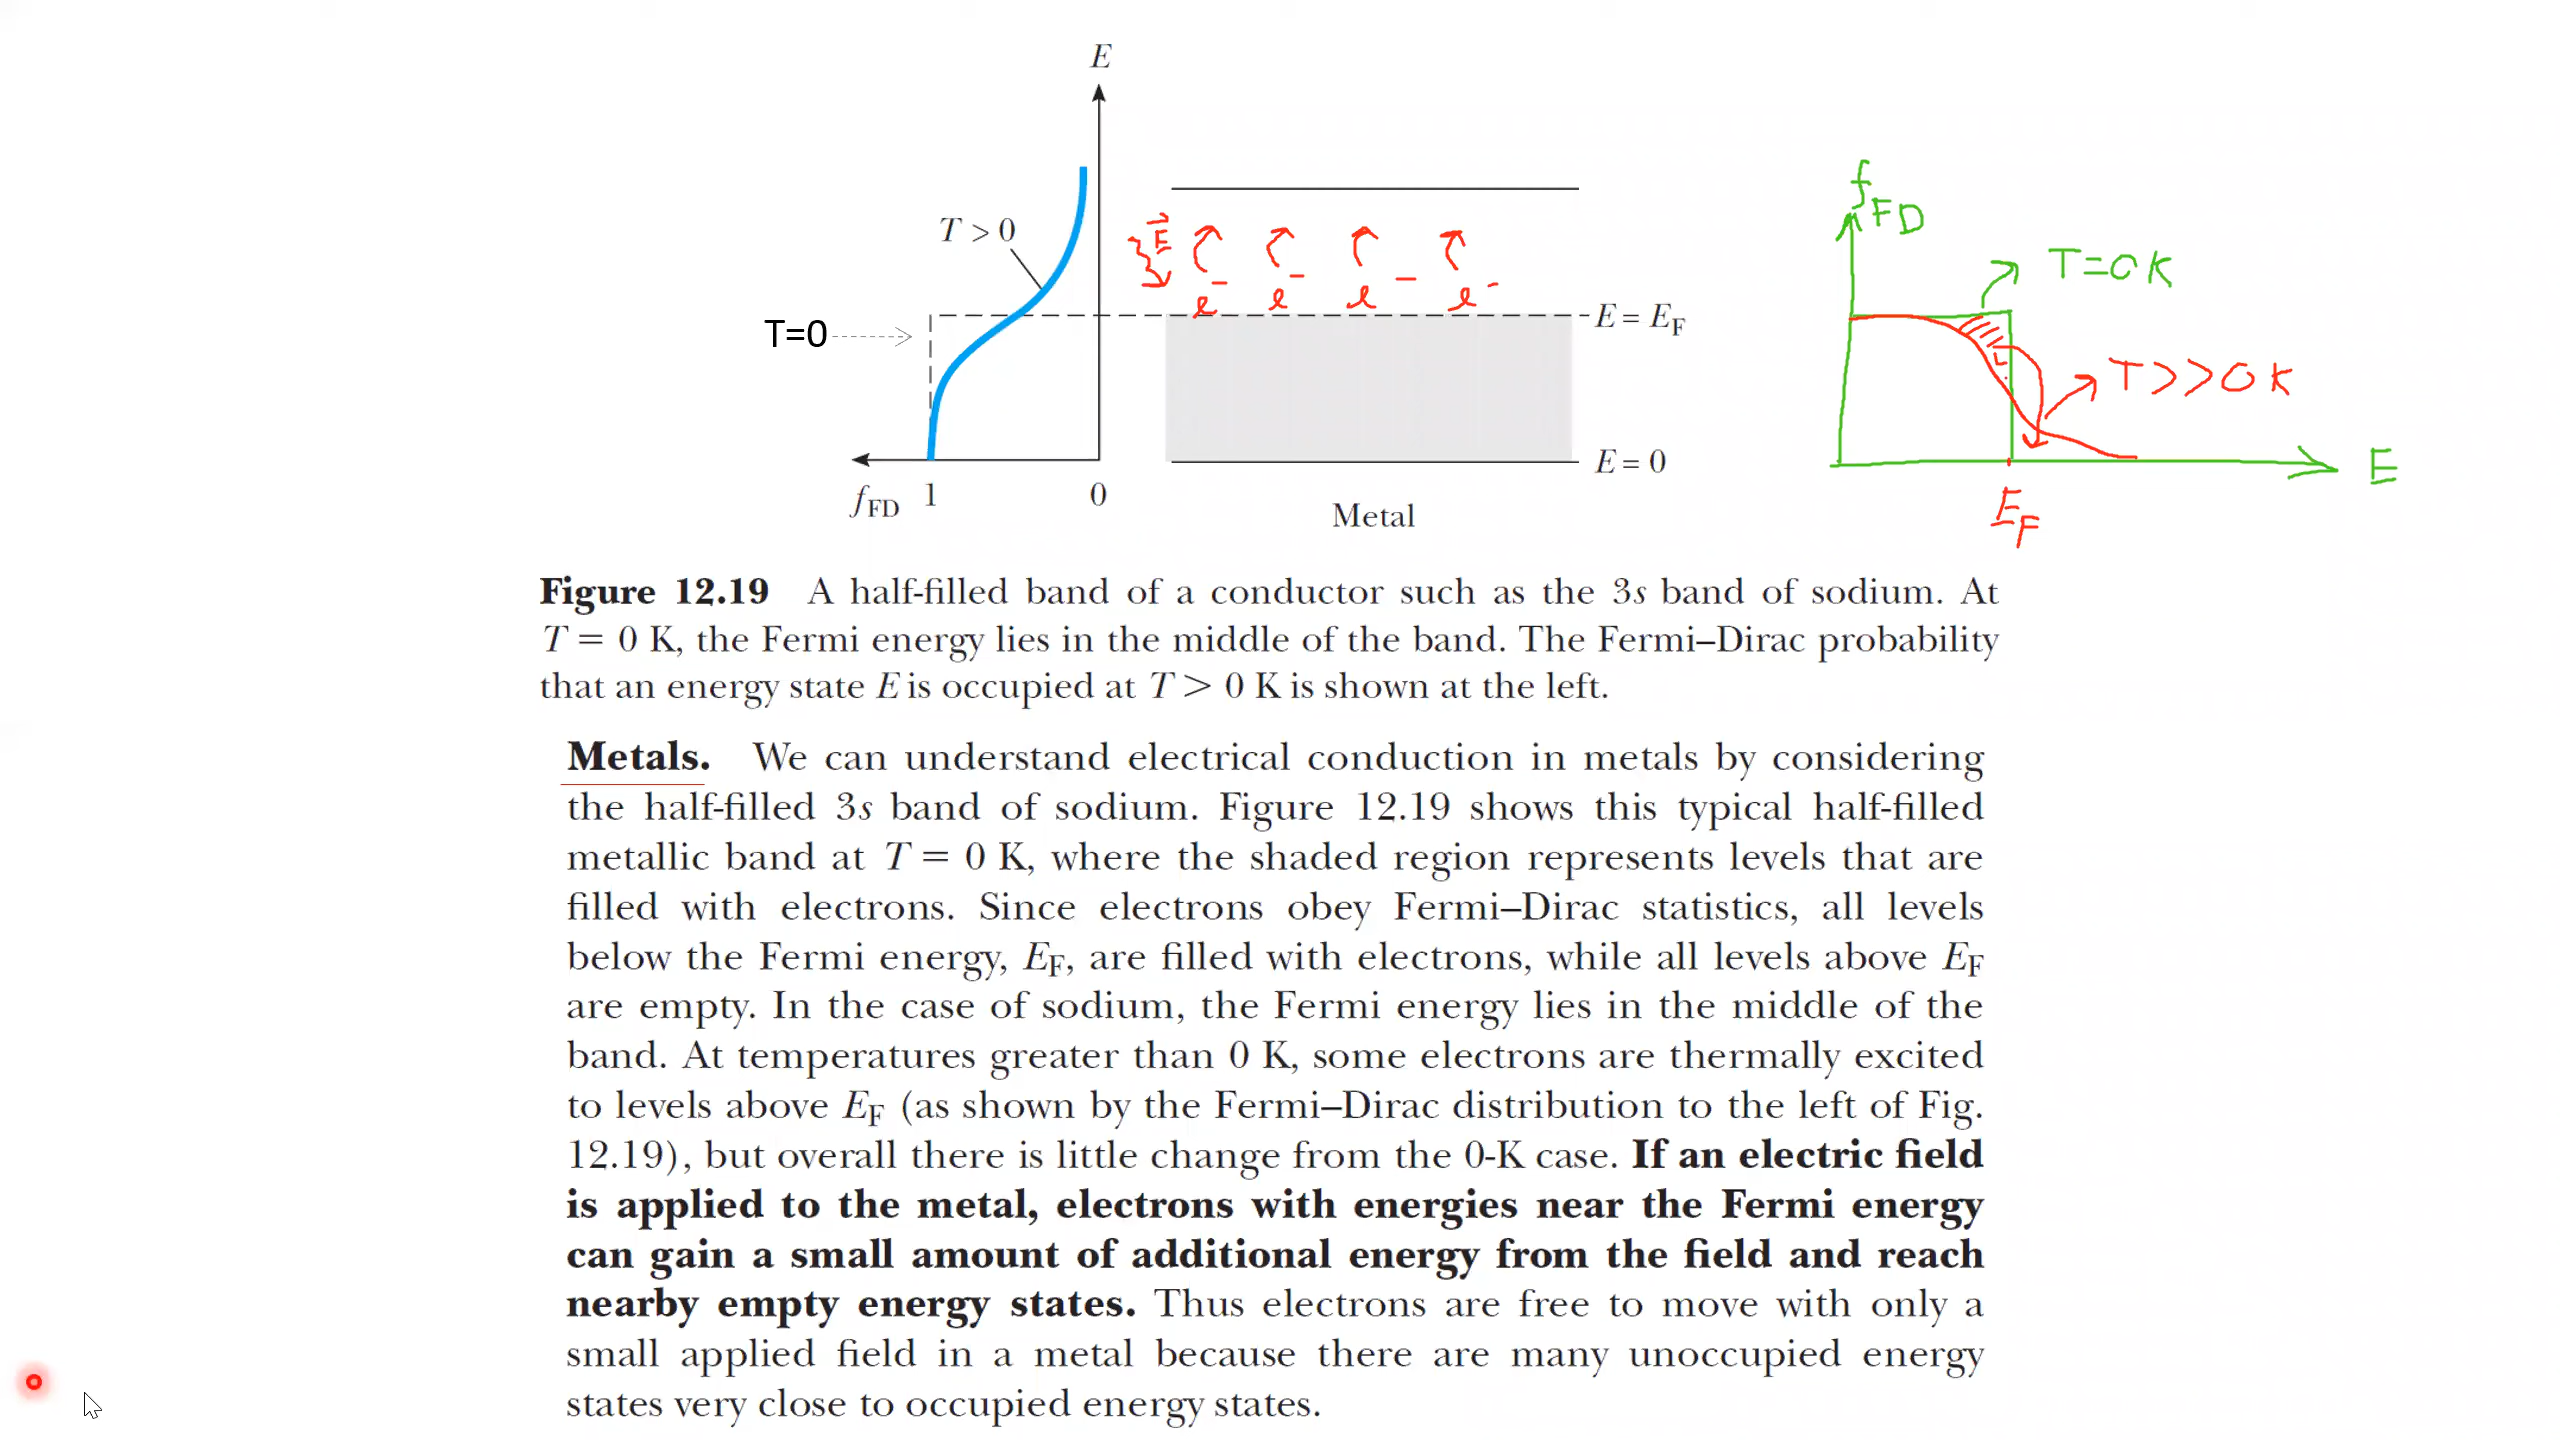 E
T > 0
T=0
E = E_F
E = 0
f_FD 1 0
Metal
E⃗
e⁻ e⁻ e⁻ e⁻
f_FD
T=0K
T>>0K
E
E_F
Figure 12.19 A half-filled band of a conductor such as the 3s band of sodium. At
T = 0 K, the Fermi energy lies in the middle of the band. The Fermi–Dirac probability
that an energy state E is occupied at T > 0 K is shown at the left.
Metals. We can understand electrical conduction in metals by considering
the half-filled 3s band of sodium. Figure 12.19 shows this typical half-filled
metallic band at T = 0 K, where the shaded region represents levels that are
filled with electrons. Since electrons obey Fermi–Dirac statistics, all levels
below the Fermi energy, E_F, are filled with electrons, while all levels above E_F
are empty. In the case of sodium, the Fermi energy lies in the middle of the
band. At temperatures greater than 0 K, some electrons are thermally excited
to levels above E_F (as shown by the Fermi–Dirac distribution to the left of Fig.
12.19), but overall there is little change from the 0-K case. If an electric field
is applied to the metal, electrons with energies near the Fermi energy
can gain a small amount of additional energy from the field and reach
nearby empty energy states. Thus electrons are free to move with only a
small applied field in a metal because there are many unoccupied energy
states very close to occupied energy states.